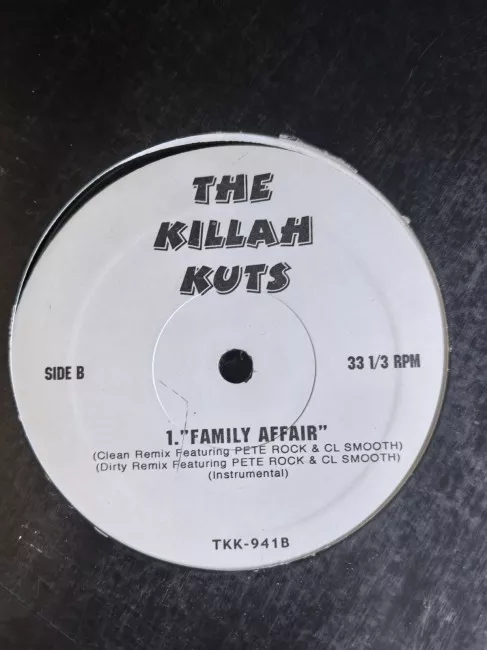 THE
KILLAH
KUTS
SIDE B
33 1/3 RPM
1."FAMILY AFFAIR"
(Clean Remix Featuring PETE ROCK & CL SMOOTH)
(Dirty Remix Featuring PETE ROCK & CL SMOOTH)
(Instrumental)
TKK-941B